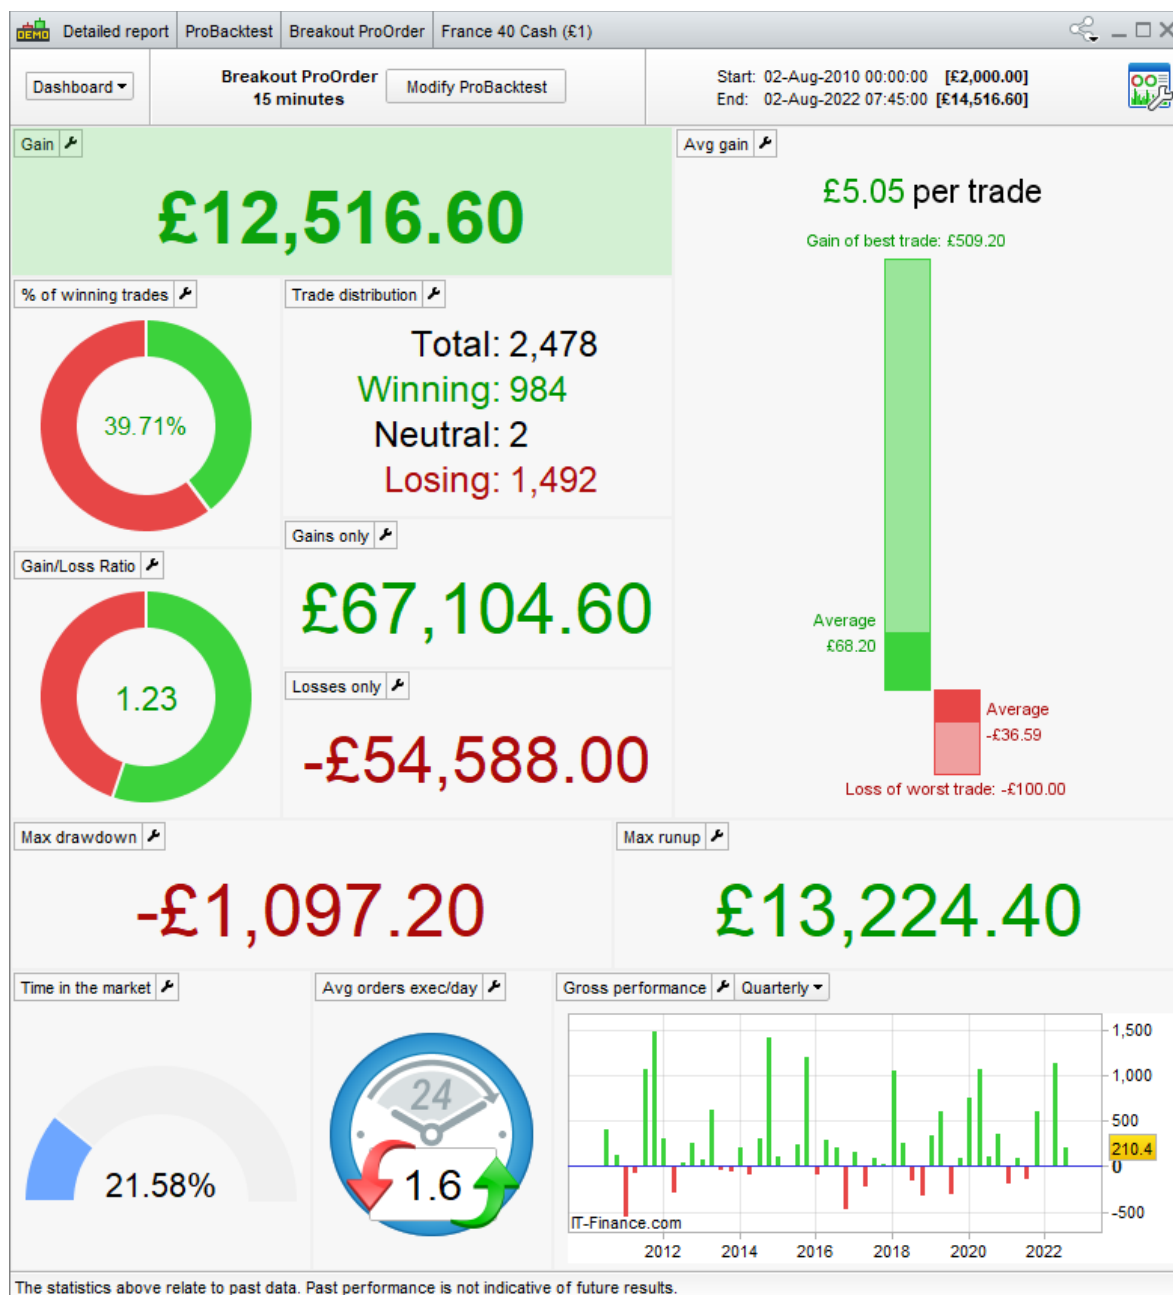 DEMO Detailed report ProBacktest Breakout ProOrder France 40 Cash (£1)
Dashboard
Breakout ProOrder
15 minutes
Modify ProBacktest
Start: 02-Aug-2010 00:00:00 [£2,000.00]
End: 02-Aug-2022 07:45:00 [£14,516.60]
Gain
£12,516.60
Avg gain
£5.05 per trade
Gain of best trade: £509.20
Average
£68.20
Average
-£36.59
Loss of worst trade: -£100.00
% of winning trades
39.71%
Trade distribution
Total: 2,478
Winning: 984
Neutral: 2
Losing: 1,492
Gain/Loss Ratio
1.23
Gains only
£67,104.60
Losses only
-£54,588.00
Max drawdown
-£1,097.20
Max runup
£13,224.40
Time in the market
21.58%
Avg orders exec/day
24
1.6
Gross performance Quarterly
1,500
1,000
500
210.4
0
-500
IT-Finance.com
2012 2014 2016 2018 2020 2022
The statistics above relate to past data. Past performance is not indicative of future results.